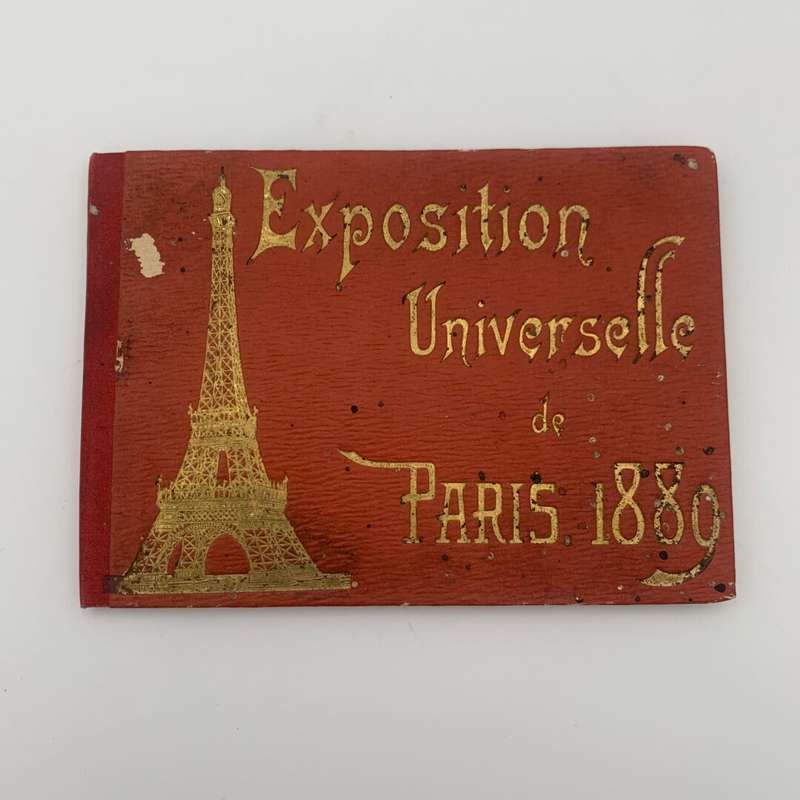 Exposition
Universelle
de
PARIS 1889